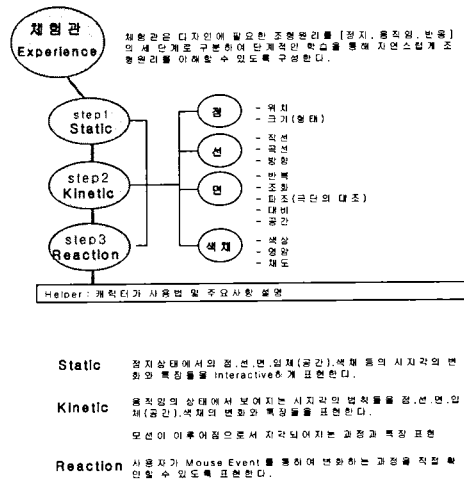 체험관
Experience
체험관은 디자인에 필요한 조형원리를 [정지, 움직임, 반응]
의 세 단계로 구분하여 단계적인 학습을 통해 자연스럽게 조
형원리를 이해할 수 있도록 구성한다.
step1
Static
step2
Kinetic
step3
Reaction
점
- 위치
- 크기(형태)
선
- 직선
- 곡선
- 방향
면
- 반복
- 조화
- 파조(극단의 대조)
- 대비
- 공간
색채
- 색상
- 명암
- 채도
Helper : 캐릭터가 사용법 및 주요사항 설명
Static
정지상태에서의 점,선,면,입체(공간),색채 등의 시지각의 변
화와 특징들을 Interactive하게 표현한다.
Kinetic
움직임의 상태에서 보여지는 시지각의 법칙들을 점,선,면,입
체(공간),색채의 변화와 특징들을 표현한다.
모션이 이루어짐으로서 지각되어지는 과정과 특징 표현
Reaction
사용자가 Mouse Event를 통하여 변화하는 과정을 직접 확
인할 수 있도록 표현한다.